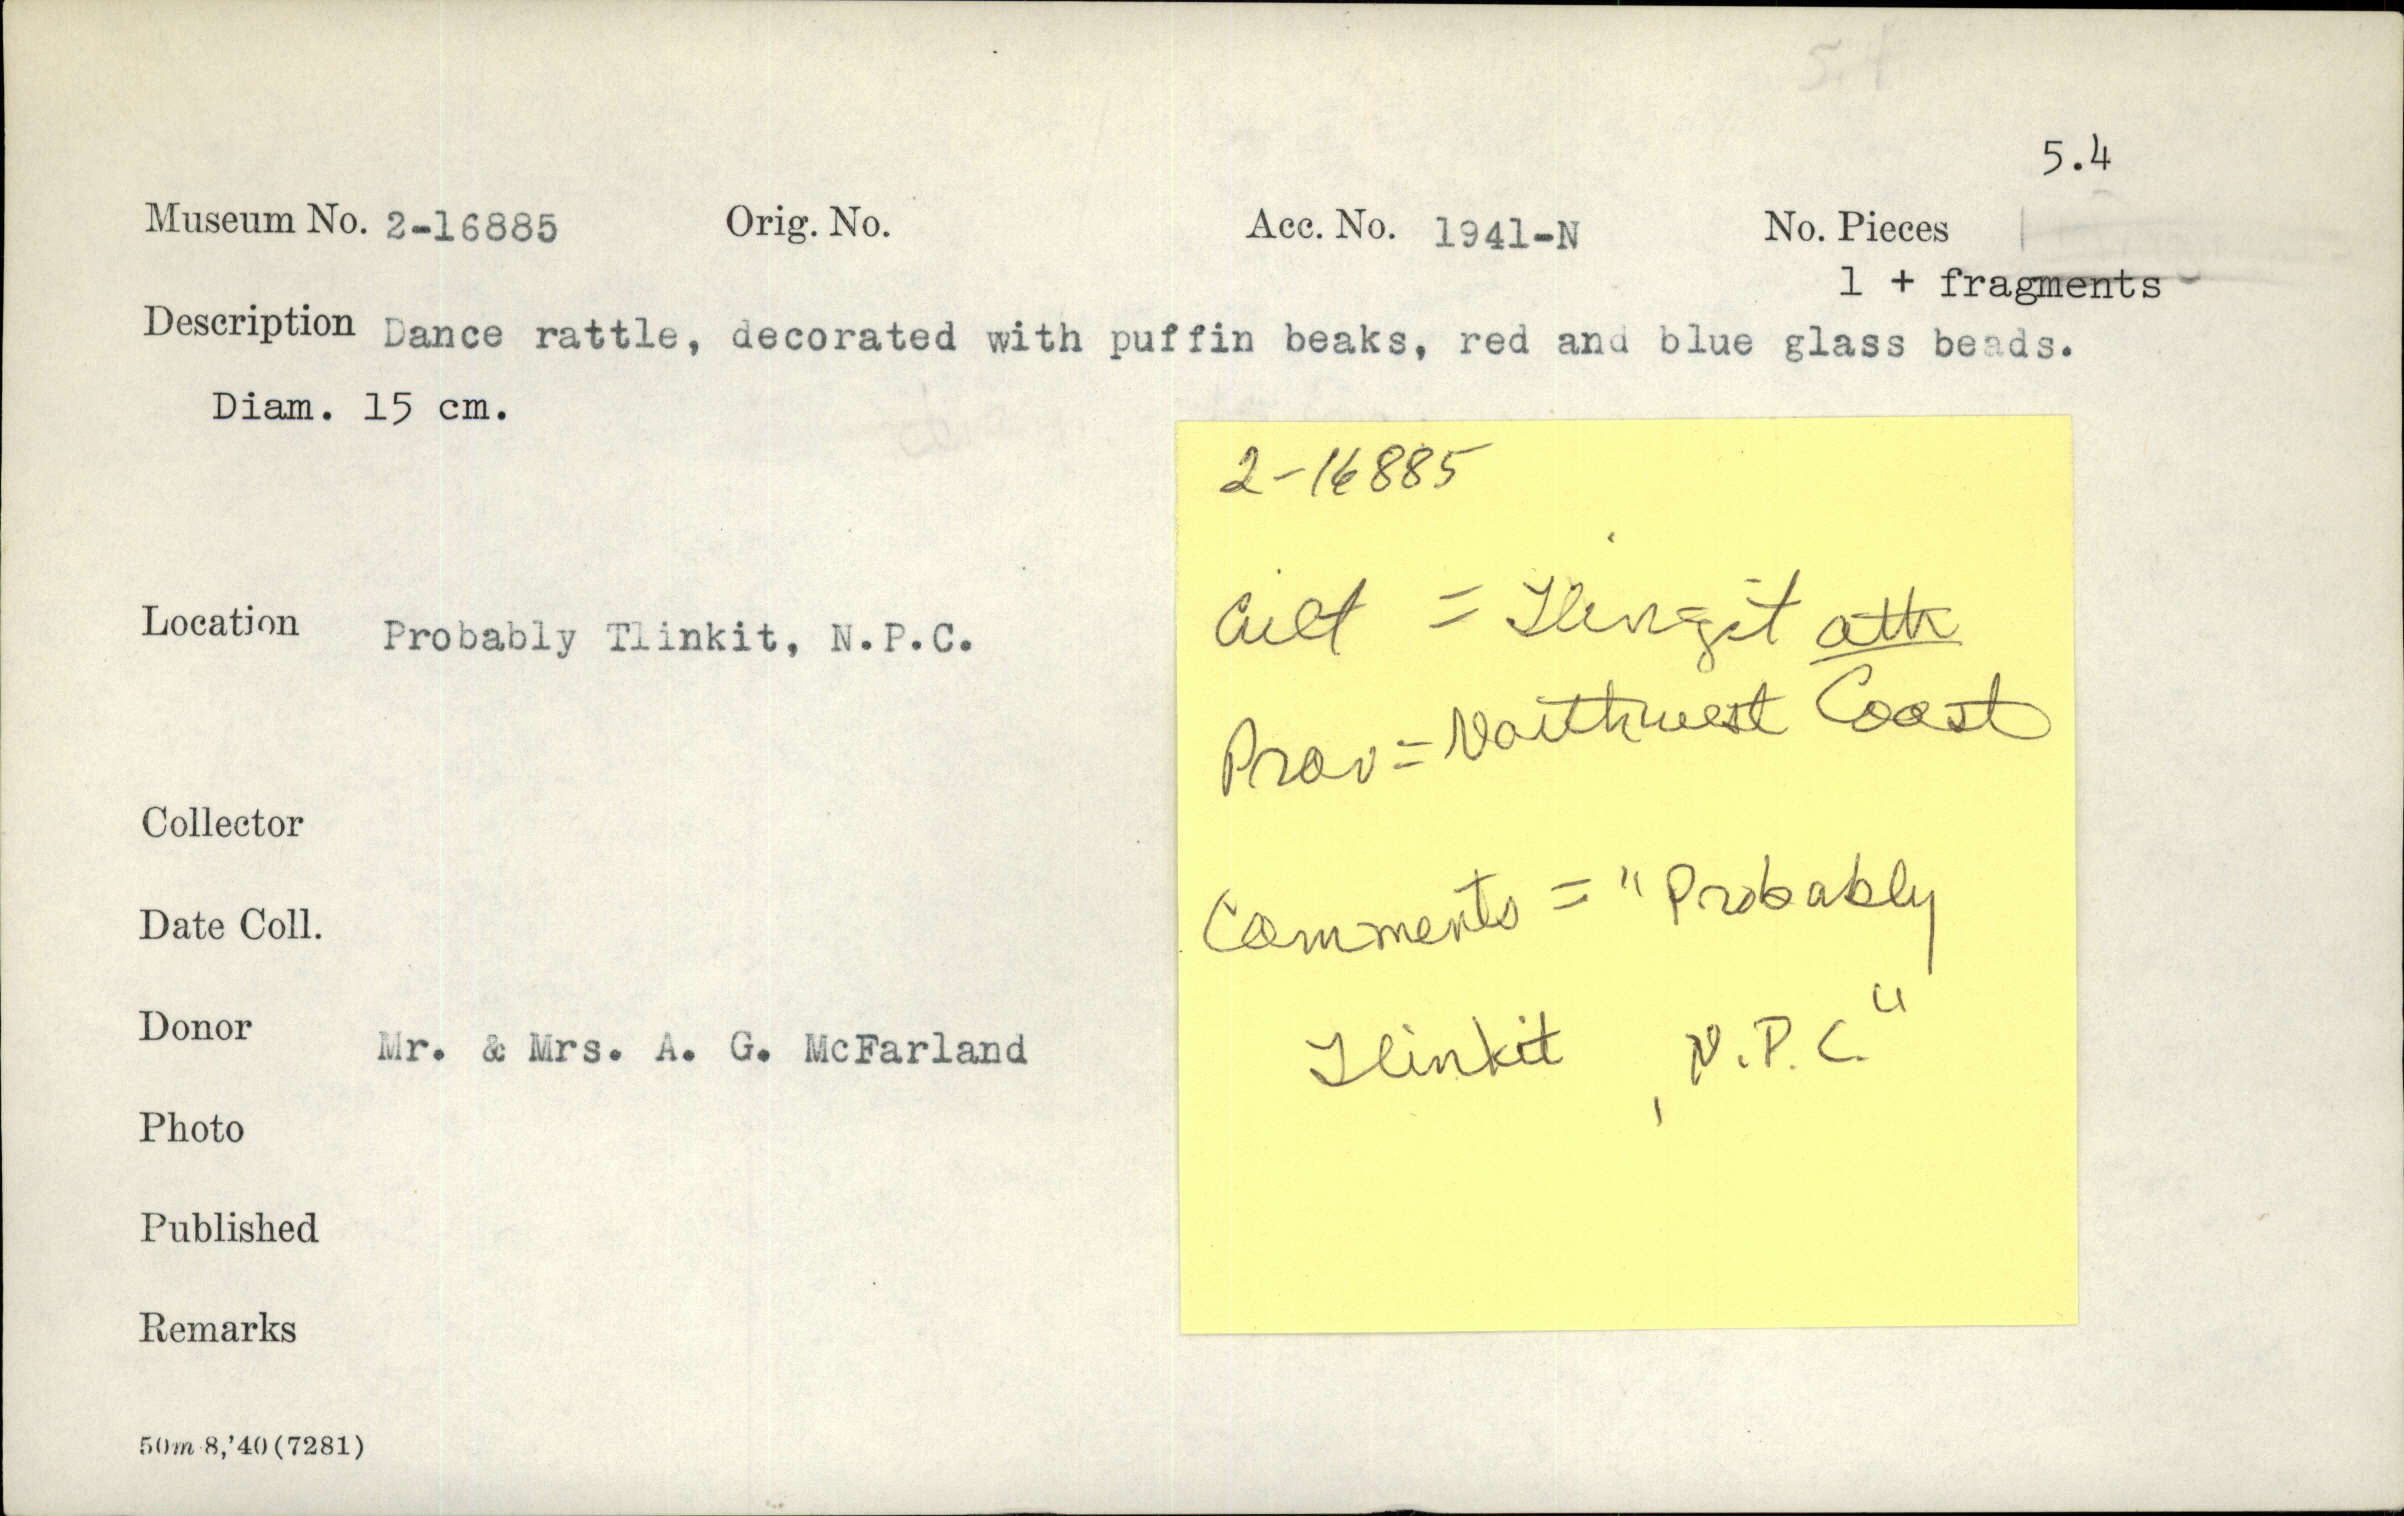 5.4
Museum No. 2-16885 Orig. No. Acc. No. 1941-N No. Pieces
1 + fragments
Description Dance rattle, decorated with puffin beaks, red and blue glass beads.
Diam. 15 cm.
2-16885
Cult = Tlingit att
Prov = Northwest Coast
Comments = "Probably
Tlinkit , N.P.C."
Location Probably Tlinkit, N.P.C.
Collector
Date Coll.
Donor Mr. & Mrs. A. G. McFarland
Photo
Published
Remarks
50m-8,'40(7281)